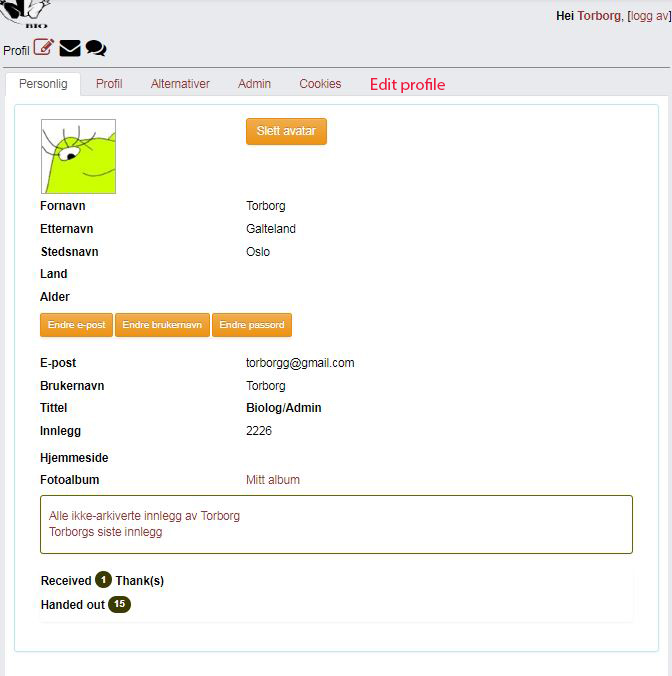 BIO
Hei Torborg, [logg av]
Profil
Personlig Profil Alternativer Admin Cookies Edit profile
Slett avatar
Fornavn Torborg
Etternavn Galteland
Stedsnavn Oslo
Land
Alder
Endre e-post Endre brukernavn Endre passord
E-post torborgg@gmail.com
Brukernavn Torborg
Tittel Biolog/Admin
Innlegg 2226
Hjemmeside
Fotoalbum Mitt album
Alle ikke-arkiverte innlegg av Torborg
Torborgs siste innlegg
Received 1 Thank(s)
Handed out 15